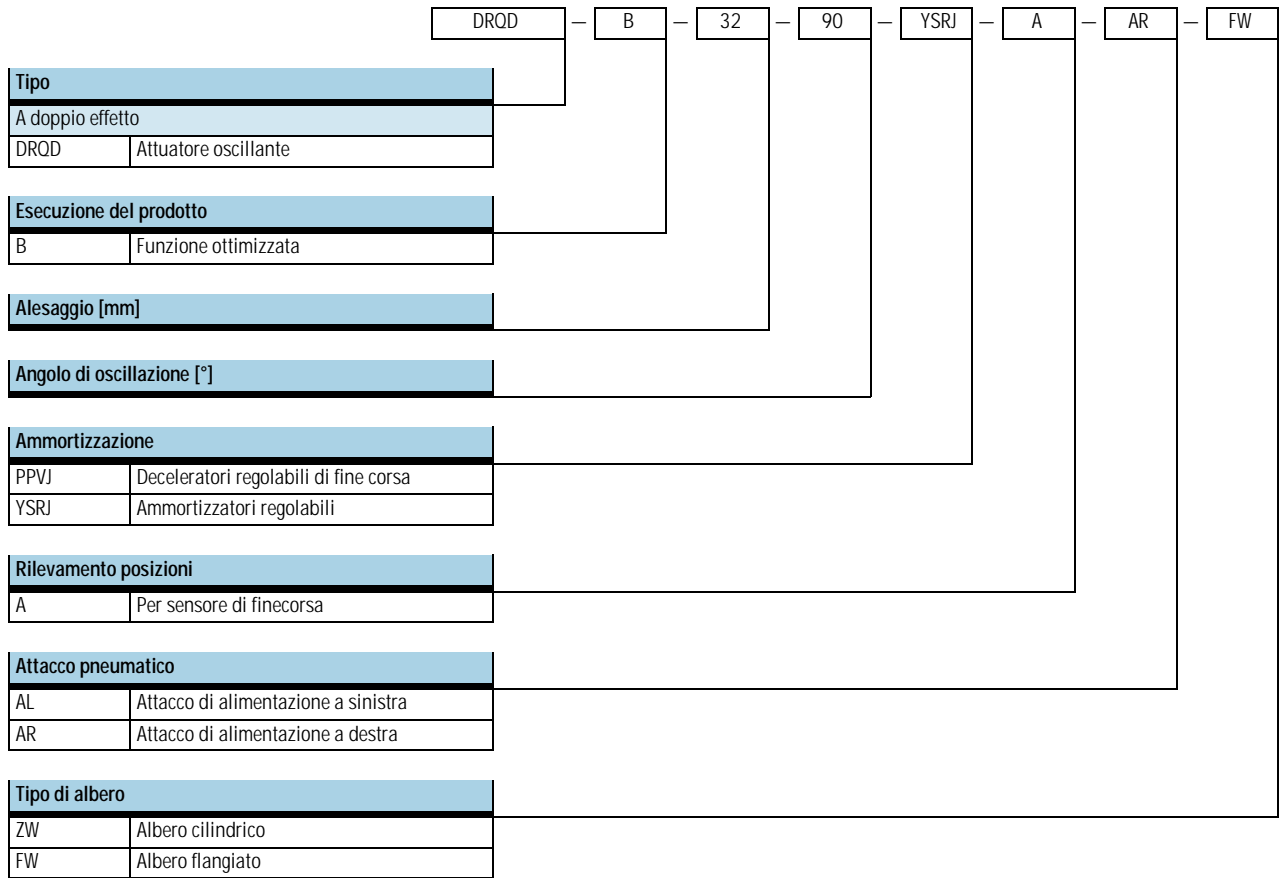 DRQD – B – 32 – 90 – YSRJ – A – AR – FW
Tipo
A doppio effetto
DRQD Attuatore oscillante
Esecuzione del prodotto
B Funzione ottimizzata
Alesaggio [mm]
Angolo di oscillazione [°]
Ammortizzazione
PPVJ Deceleratori regolabili di fine corsa
YSRJ Ammortizzatori regolabili
Rilevamento posizioni
A Per sensore di finecorsa
Attacco pneumatico
AL Attacco di alimentazione a sinistra
AR Attacco di alimentazione a destra
Tipo di albero
ZW Albero cilindrico
FW Albero flangiato